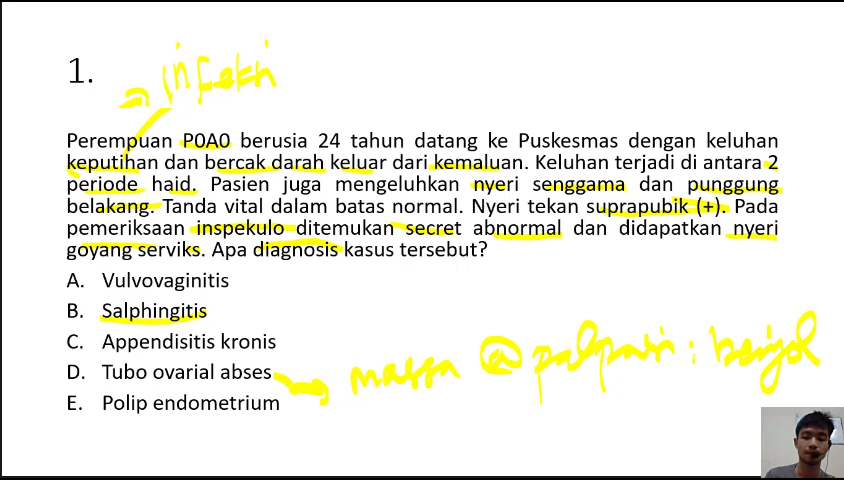 1.
⇒ infeksi
Perempuan P0A0 berusia 24 tahun datang ke Puskesmas dengan keluhan
keputihan dan bercak darah keluar dari kemaluan. Keluhan terjadi di antara 2
periode haid. Pasien juga mengeluhkan nyeri senggama dan punggung
belakang. Tanda vital dalam batas normal. Nyeri tekan suprapubik (+). Pada
pemeriksaan inspekulo ditemukan secret abnormal dan didapatkan nyeri
goyang serviks. Apa diagnosis kasus tersebut?
A. Vulvovaginitis
B. Salphingitis
C. Appendisitis kronis
D. Tubo ovarial abses → massa @ palpasi : benjol
E. Polip endometrium